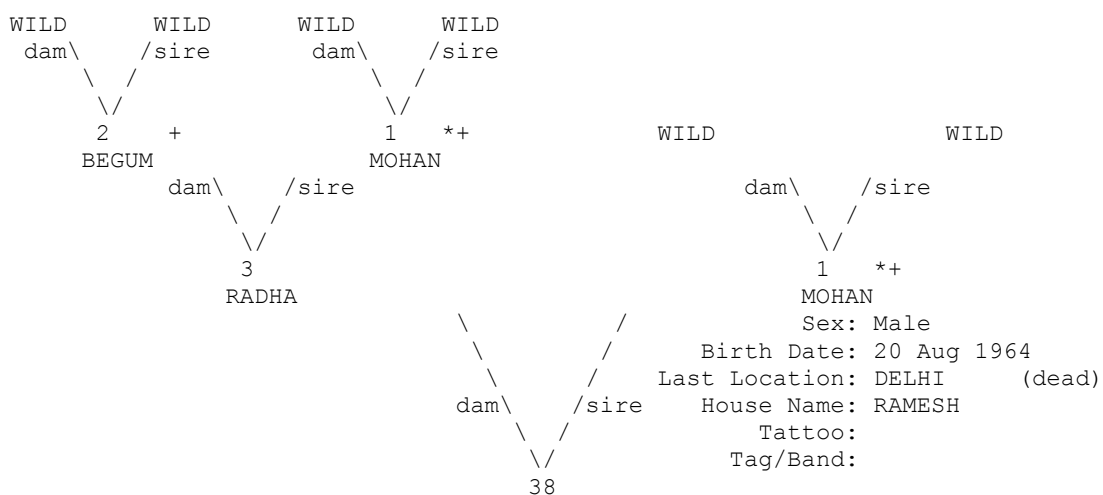 WILD WILD WILD WILD
dam\ /sire dam\ /sire
\ / \ /
\/ \/
2 + 1 *+ WILD WILD
BEGUM MOHAN
dam\ /sire dam\ /sire
\ / \ /
\/ \/
3 1 *+
RADHA MOHAN
\ / Sex: Male
\ / Birth Date: 20 Aug 1964
\ / Last Location: DELHI (dead)
dam\ /sire House Name: RAMESH
\ / Tattoo:
\/ Tag/Band:
38